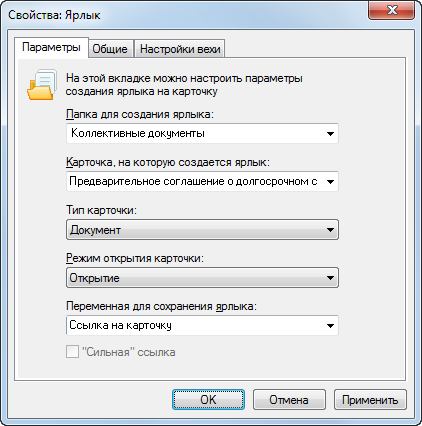 Свойства: Ярлык
Параметры Общие Настройки вехи
На этой вкладке можно настроить параметры
создания ярлыка на карточку
Папка для создания ярлыка:
Коллективные документы
Карточка, на которую создается ярлык:
Предварительное соглашение о долгосрочном с
Тип карточки:
Документ
Режим открытия карточки:
Открытие
Переменная для сохранения ярлыка:
Ссылка на карточку
"Сильная" ссылка
OK Отмена Применить